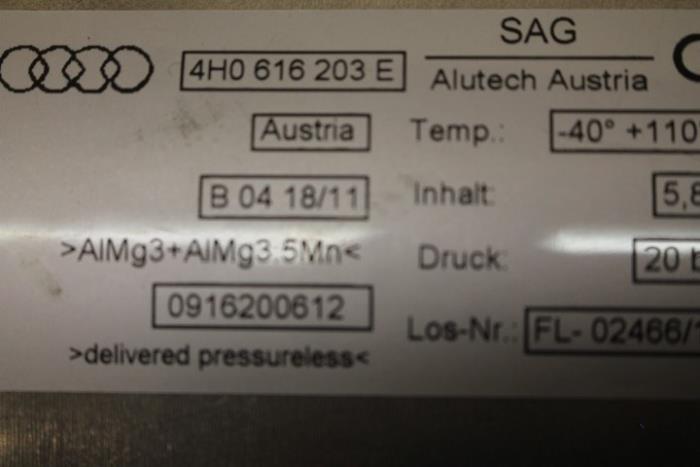 4H0 616 203 E
Austria
B 04 18/11
>AlMg3+AlMg3.5Mn<
0916200612
>delivered pressureless<
SAG
Alutech Austria
Temp.: -40° +110
Inhalt: 5,8
Druck: 20 b
Los-Nr.: FL- 02466/